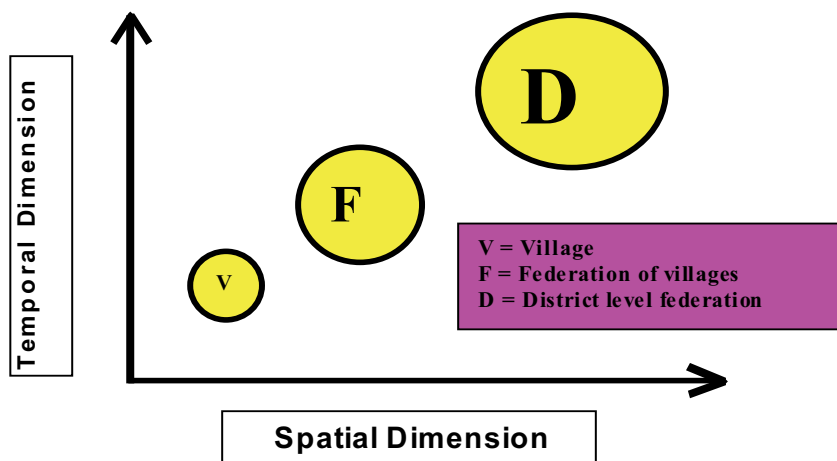 Temporal Dimension
D
F
V
V = Village
F = Federation of villages
D = District level federation
Spatial Dimension